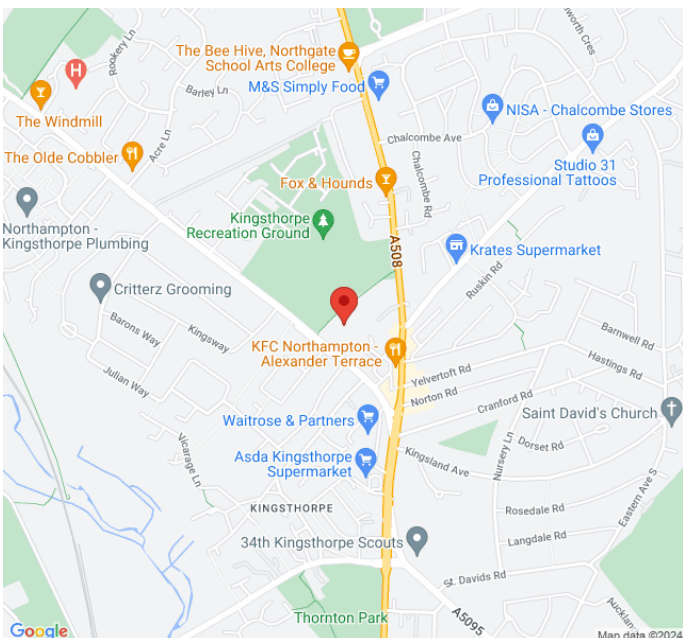 The Bee Hive, Northgate
School Arts College
M&S Simply Food
Rookery Ln
H
Barley Ln
The Windmill
NISA - Chalcombe Stores
Chalcombe Ave
Studio 31
Professional Tattoos
The Olde Cobbler
Acre Ln
Chalcombe Rd
Fox & Hounds
Kingsthorpe
Recreation Ground
Northampton -
Kingsthorpe Plumbing
A508
Krates Supermarket
Ruskin Rd
Critterz Grooming
Barons Way
Kingsway
KFC Northampton -
Alexander Terrace
Barnwell Rd
Hastings Rd
Julian Way
Yelvertoft Rd
Norton Rd
Cranford Rd
Saint David's Church
Waitrose & Partners
Vicarage Ln
Asda Kingsthorpe
Supermarket
Kingsland Ave
Nursery Ln
Dorset Rd
Eastern Ave S
KINGSTHORPE
Rosedale Rd
Langdale Rd
34th Kingsthorpe Scouts
St. Davids Rd
Thornton Park
A5095
Google
Map data ©2024